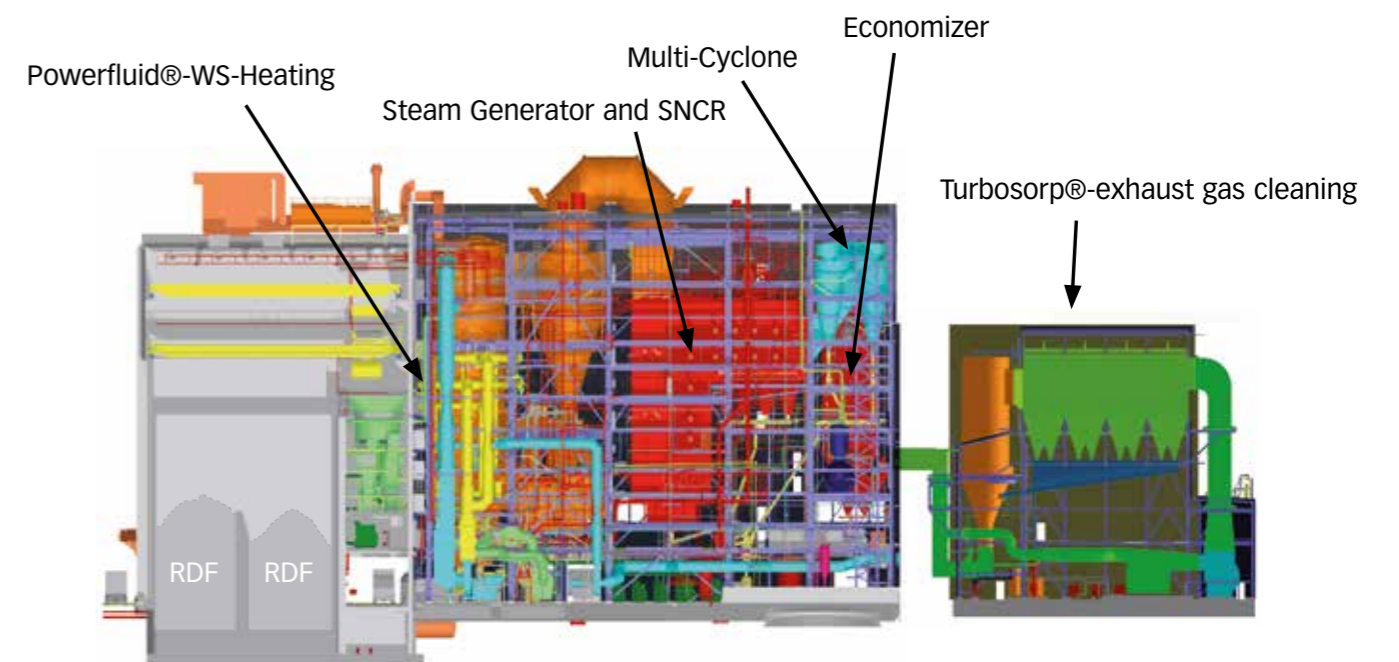 Economizer
Multi-Cyclone
Powerfluid®-WS-Heating
Steam Generator and SNCR
Turbosorp®-exhaust gas cleaning
RDF RDF